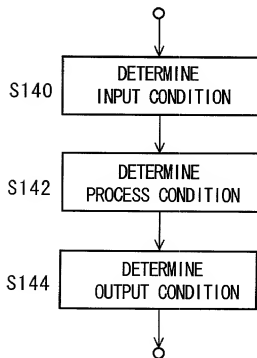 S140
DETERMINE
INPUT CONDITION
S142
DETERMINE
PROCESS CONDITION
S144
DETERMINE
OUTPUT CONDITION